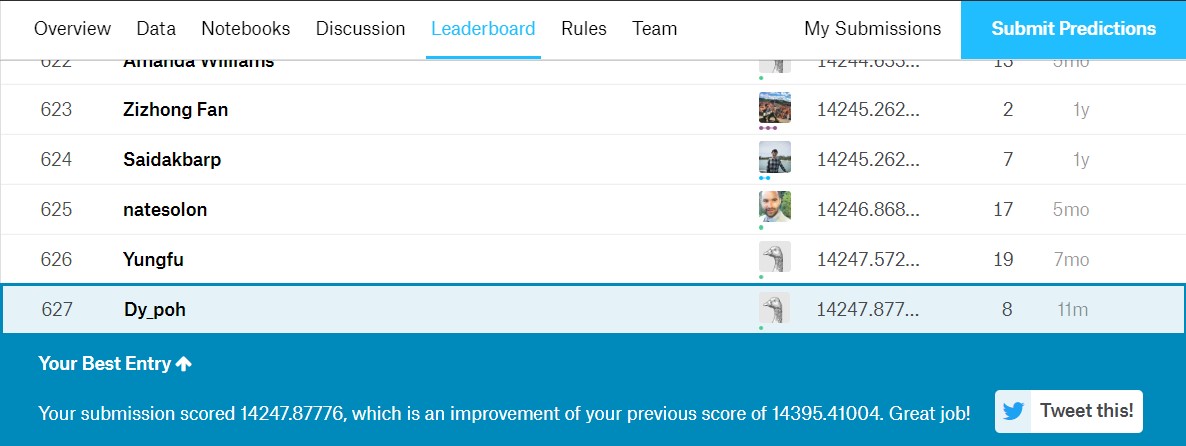 Overview Data Notebooks Discussion Leaderboard Rules Team My Submissions Submit Predictions
622 Amanda Williams 14244.635... 13 5mo
623 Zizhong Fan 14245.262... 2 1y
624 Saidakbarp 14245.262... 7 1y
625 natesolon 14246.868... 17 5mo
626 Yungfu 14247.572... 19 7mo
627 Dy_poh 14247.877... 8 11m
Your Best Entry
Your submission scored 14247.87776, which is an improvement of your previous score of 14395.41004. Great job! Tweet this!